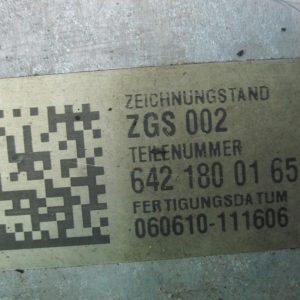 ZEICHNUNGSTAND
ZGS 002
TEILENUMMER
642 180 01 65
FERTIGUNGSDATUM
060610-111606